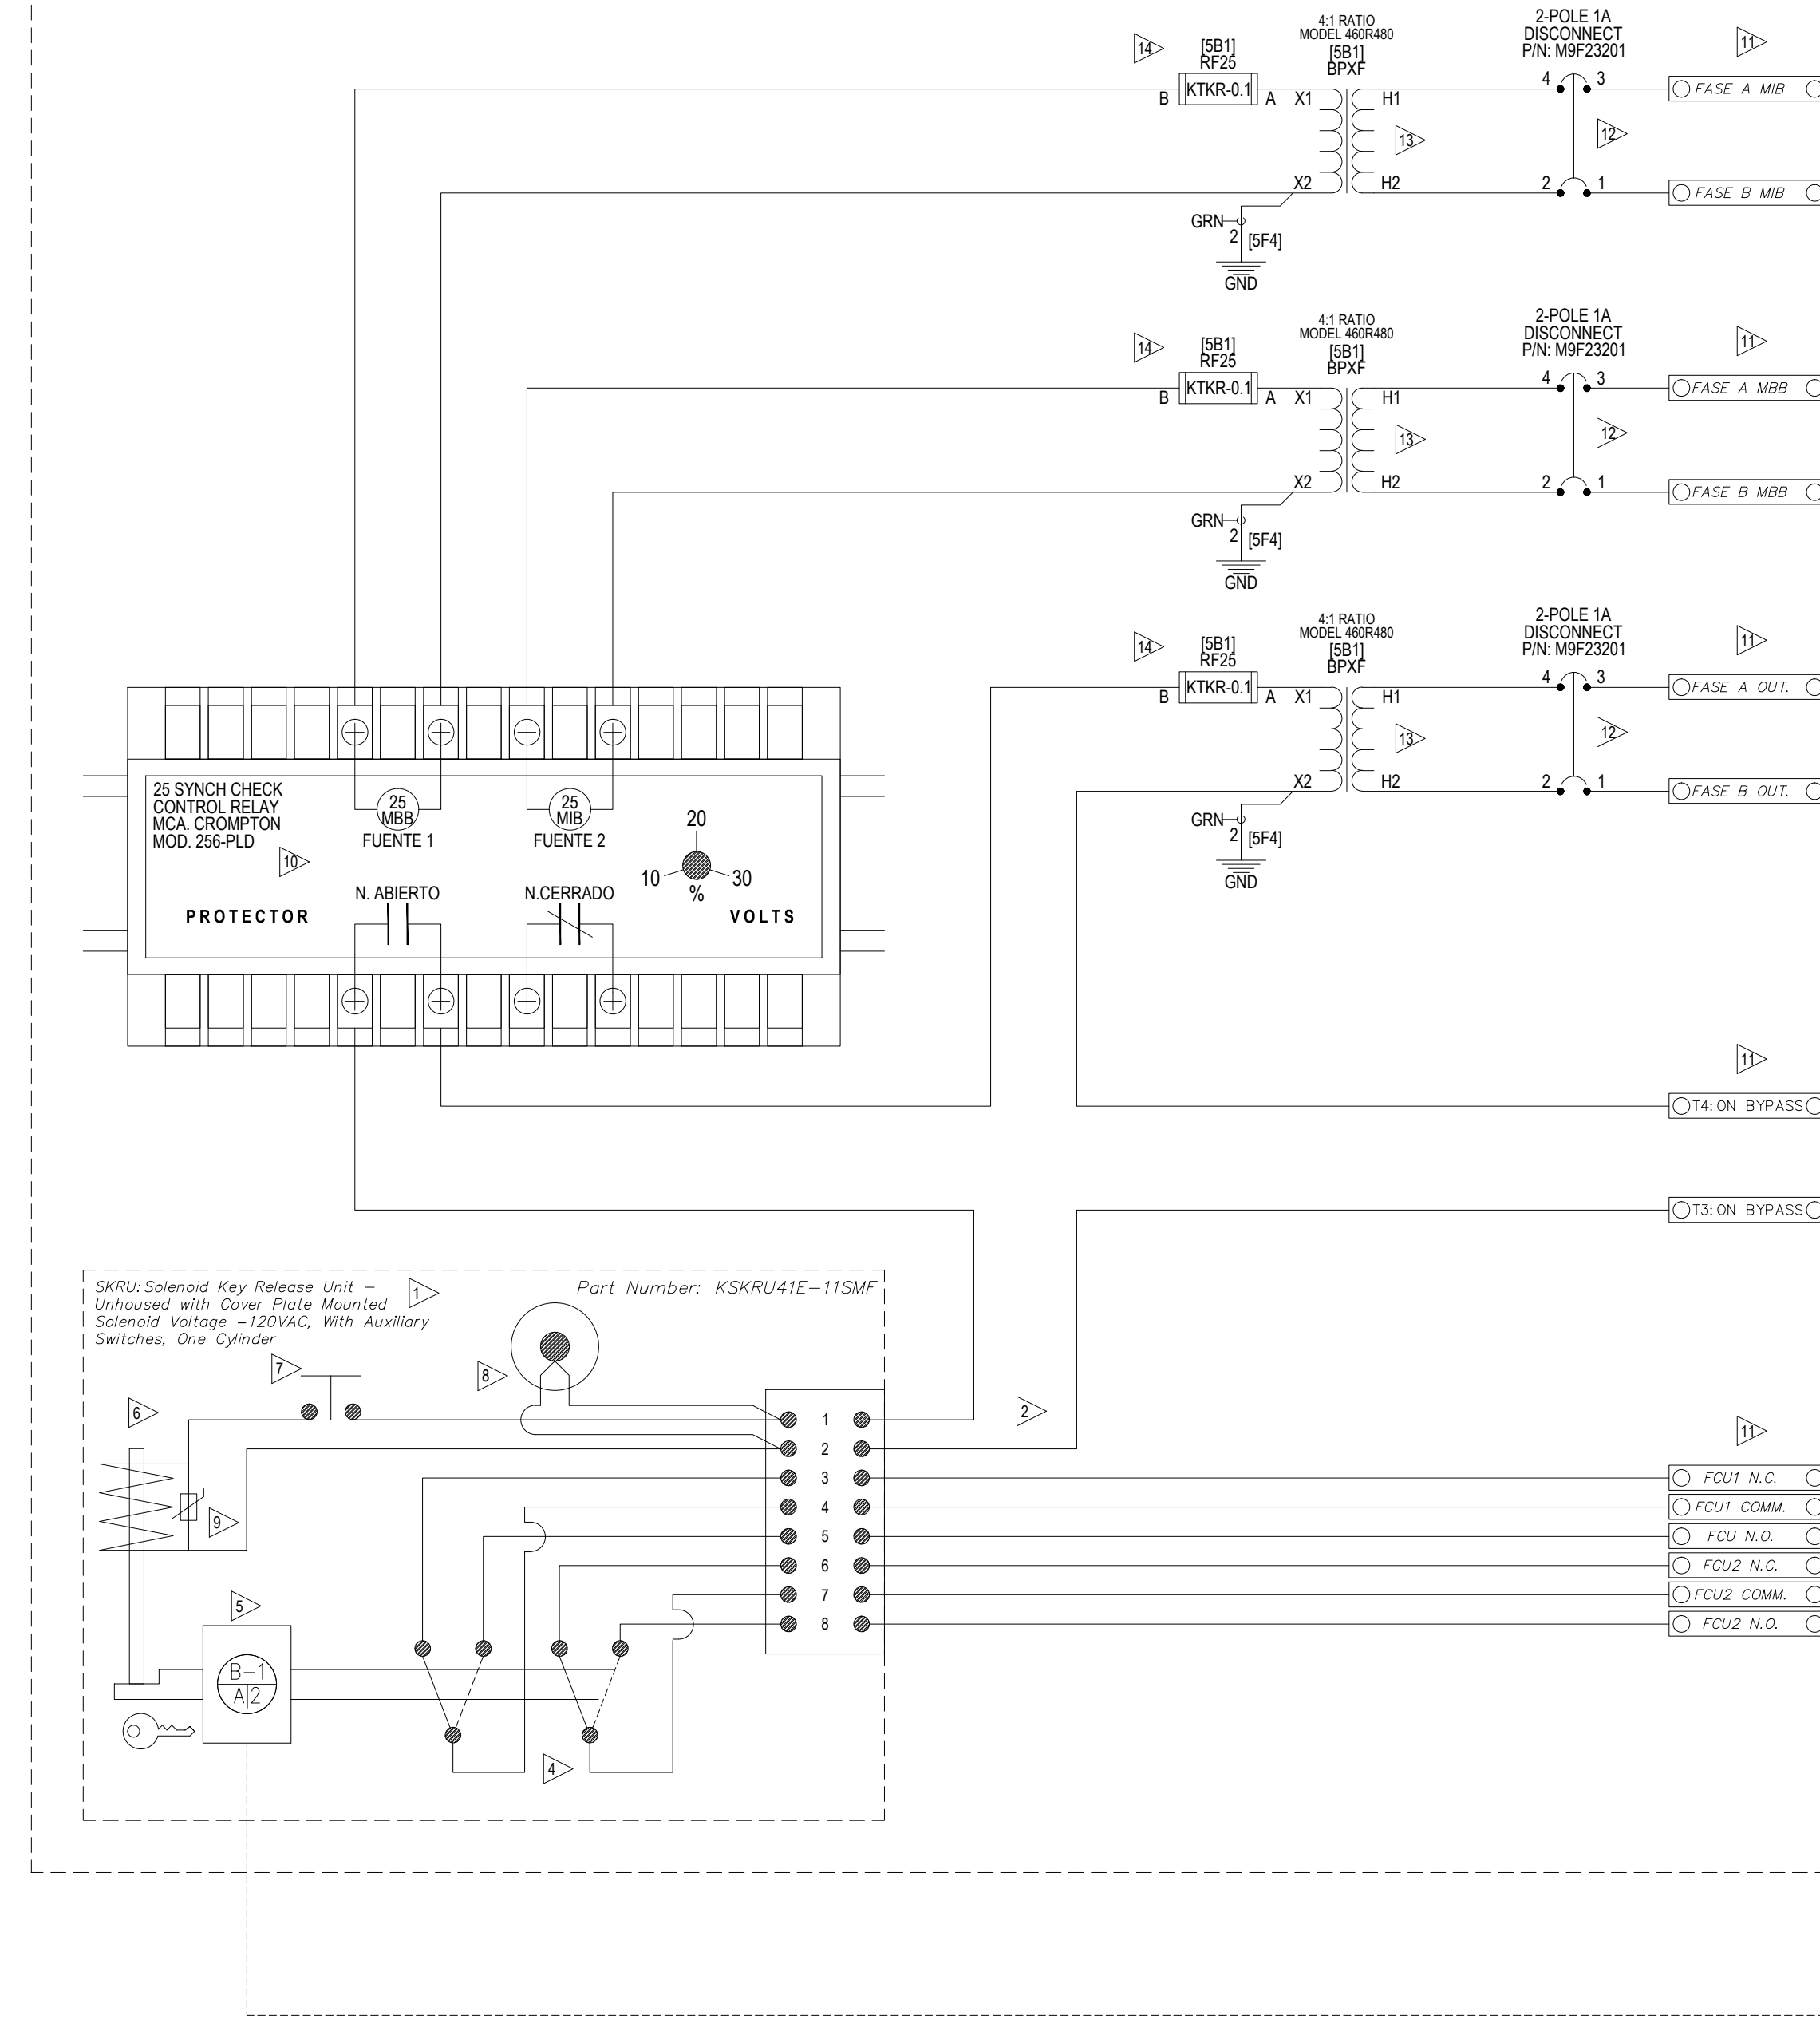 4:1 RATIO
MODEL 460R480
[5B1]
BPXF
2-POLE 1A
DISCONNECT
P/N: M9F23201
14
[5B1]
RF25
KTKR-0.1
B
A
X1
H1
4
3
11
FASE A MIB
13
12
X2
H2
2
1
FASE B MIB
GRN
2
[5F4]
GND
4:1 RATIO
MODEL 460R480
[5B1]
BPXF
2-POLE 1A
DISCONNECT
P/N: M9F23201
14
[5B1]
RF25
KTKR-0.1
B
A
X1
H1
4
3
11
FASE A MBB
13
12
X2
H2
2
1
FASE B MBB
GRN
2
[5F4]
GND
4:1 RATIO
MODEL 460R480
[5B1]
BPXF
2-POLE 1A
DISCONNECT
P/N: M9F23201
14
[5B1]
RF25
KTKR-0.1
B
A
X1
H1
4
3
11
FASE A OUT.
13
12
X2
H2
2
1
FASE B OUT.
GRN
2
[5F4]
GND
25 SYNCH CHECK
CONTROL RELAY
MCA. CROMPTON
MOD. 256-PLD
10
25
MBB
FUENTE 1
25
MIB
FUENTE 2
20
10
30
%
N. ABIERTO
N.CERRADO
PROTECTOR
VOLTS
11
T4: ON BYPASS
T3: ON BYPASS
SKRU: Solenoid Key Release Unit –
Unhoused with Cover Plate Mounted
Solenoid Voltage –120VAC, With Auxiliary
Switches, One Cylinder
1
Part Number: KSKRU41E–11SMF
7
8
6
2
9
5
1
2
3
4
5
6
7
8
11
FCU1 N.C.
FCU1 COMM.
FCU N.O.
FCU2 N.C.
FCU2 COMM.
FCU2 N.O.
B–1
A|2
4